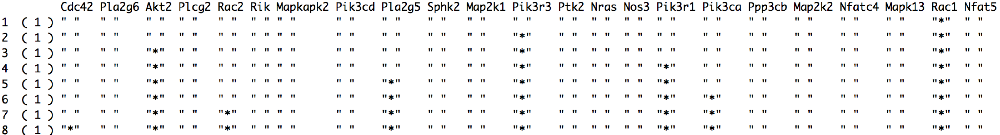 Cdc42 Pla2g6 Akt2 Plcg2 Rac2 Rik Mapkapk2 Pik3cd Pla2g5 Sphk2 Map2k1 Pik3r3 Ptk2 Nras Nos3 Pik3r1 Pik3ca Ppp3cb Map2k2 Nfatc4 Mapk13 Rac1 Nfat5
1 ( 1 ) " " " " " " " " " " " " " " " " " " " " " " " " " " " " " " " " " " " " " " " " " " "*" " "
2 ( 1 ) " " " " " " " " " " " " " " " " " " " " " " "*" " " " " " " " " " " " " " " " " " " "*" " "
3 ( 1 ) " " " " "*" " " " " " " " " " " " " " " " " "*" " " " " " " " " " " " " " " " " " " "*" " "
4 ( 1 ) " " " " "*" " " " " " " " " " " " " " " " " "*" " " " " " " "*" " " " " " " " " " " "*" " "
5 ( 1 ) " " " " "*" " " " " " " " " " " "*" " " " " "*" " " " " " " "*" " " " " " " " " " " "*" " "
6 ( 1 ) " " " " "*" " " " " " " " " " " "*" " " " " "*" " " " " " " "*" "*" " " " " " " " " "*" " "
7 ( 1 ) " " " " "*" " " "*" " " " " " " "*" " " " " "*" " " " " " " "*" "*" " " " " " " " " "*" " "
8 ( 1 ) "*" " " "*" " " "*" " " " " " " "*" " " " " "*" " " " " " " "*" "*" " " " " " " " " "*" " "